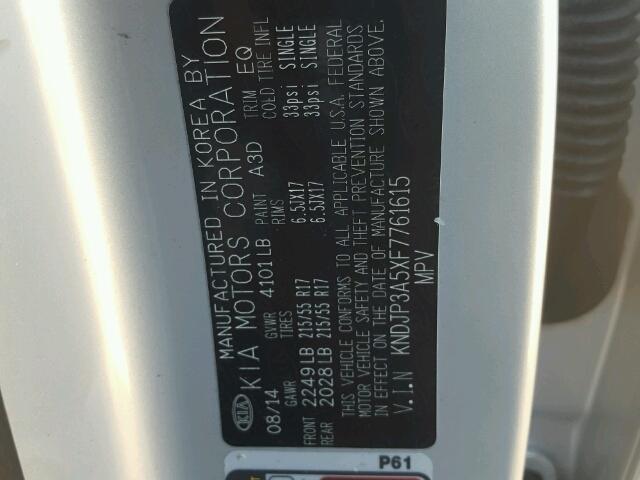 MANUFACTURED IN KOREA BY
KIA KIA MOTORS CORPORATION
08/14 GVWR 4101LB PAINT A3D TRIM EQ
GAWR TIRES RIMS COLD TIRE INFL
FRONT 2249LB 215/55 R17 6.5JX17 33psi SINGLE
REAR 2028LB 215/55 R17 6.5JX17 33psi SINGLE
THIS VEHICLE CONFORMS TO ALL APPLICABLE U.S.A. FEDERAL
MOTOR VEHICLE SAFETY AND THEFT PREVENTION STANDARDS
IN EFFECT ON THE DATE OF MANUFACTURE SHOWN ABOVE.
V.I.N KNDJP3A5XF7761615
MPV
P61